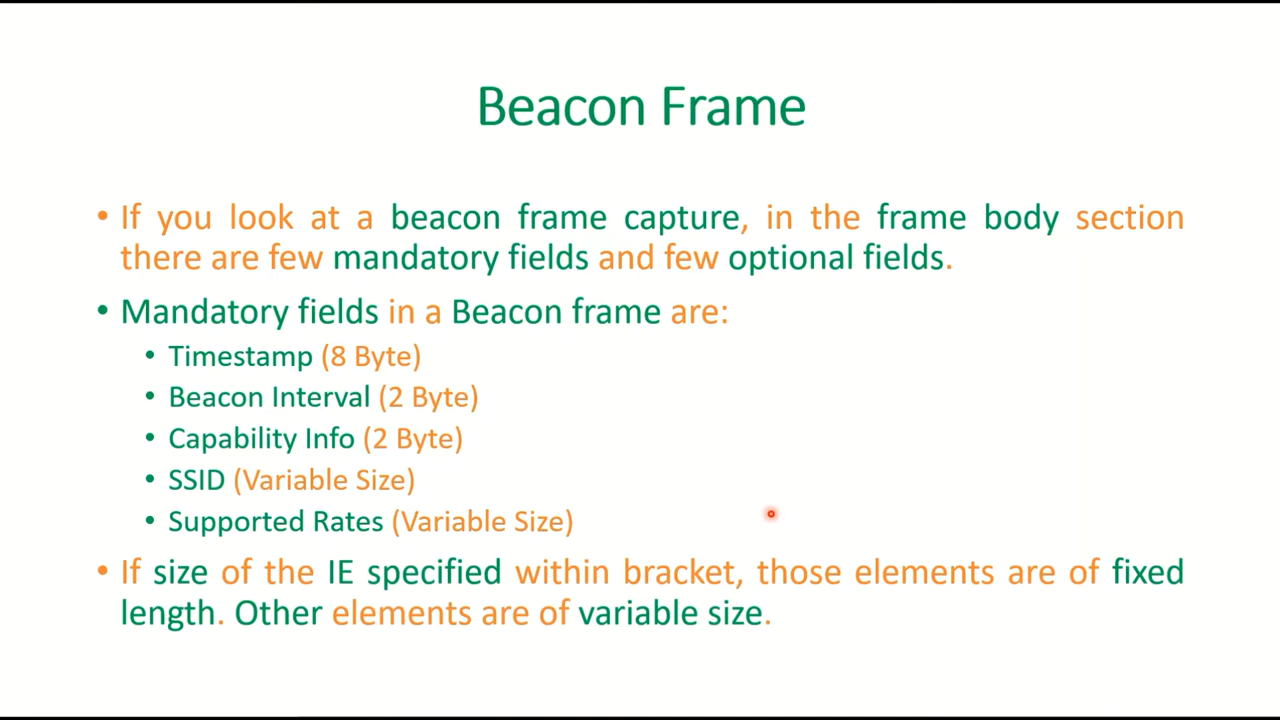 Beacon Frame
• If you look at a beacon frame capture, in the frame body section
there are few mandatory fields and few optional fields.
• Mandatory fields in a Beacon frame are:
• Timestamp (8 Byte)
• Beacon Interval (2 Byte)
• Capability Info (2 Byte)
• SSID (Variable Size)
• Supported Rates (Variable Size)
• If size of the IE specified within bracket, those elements are of fixed
length. Other elements are of variable size.